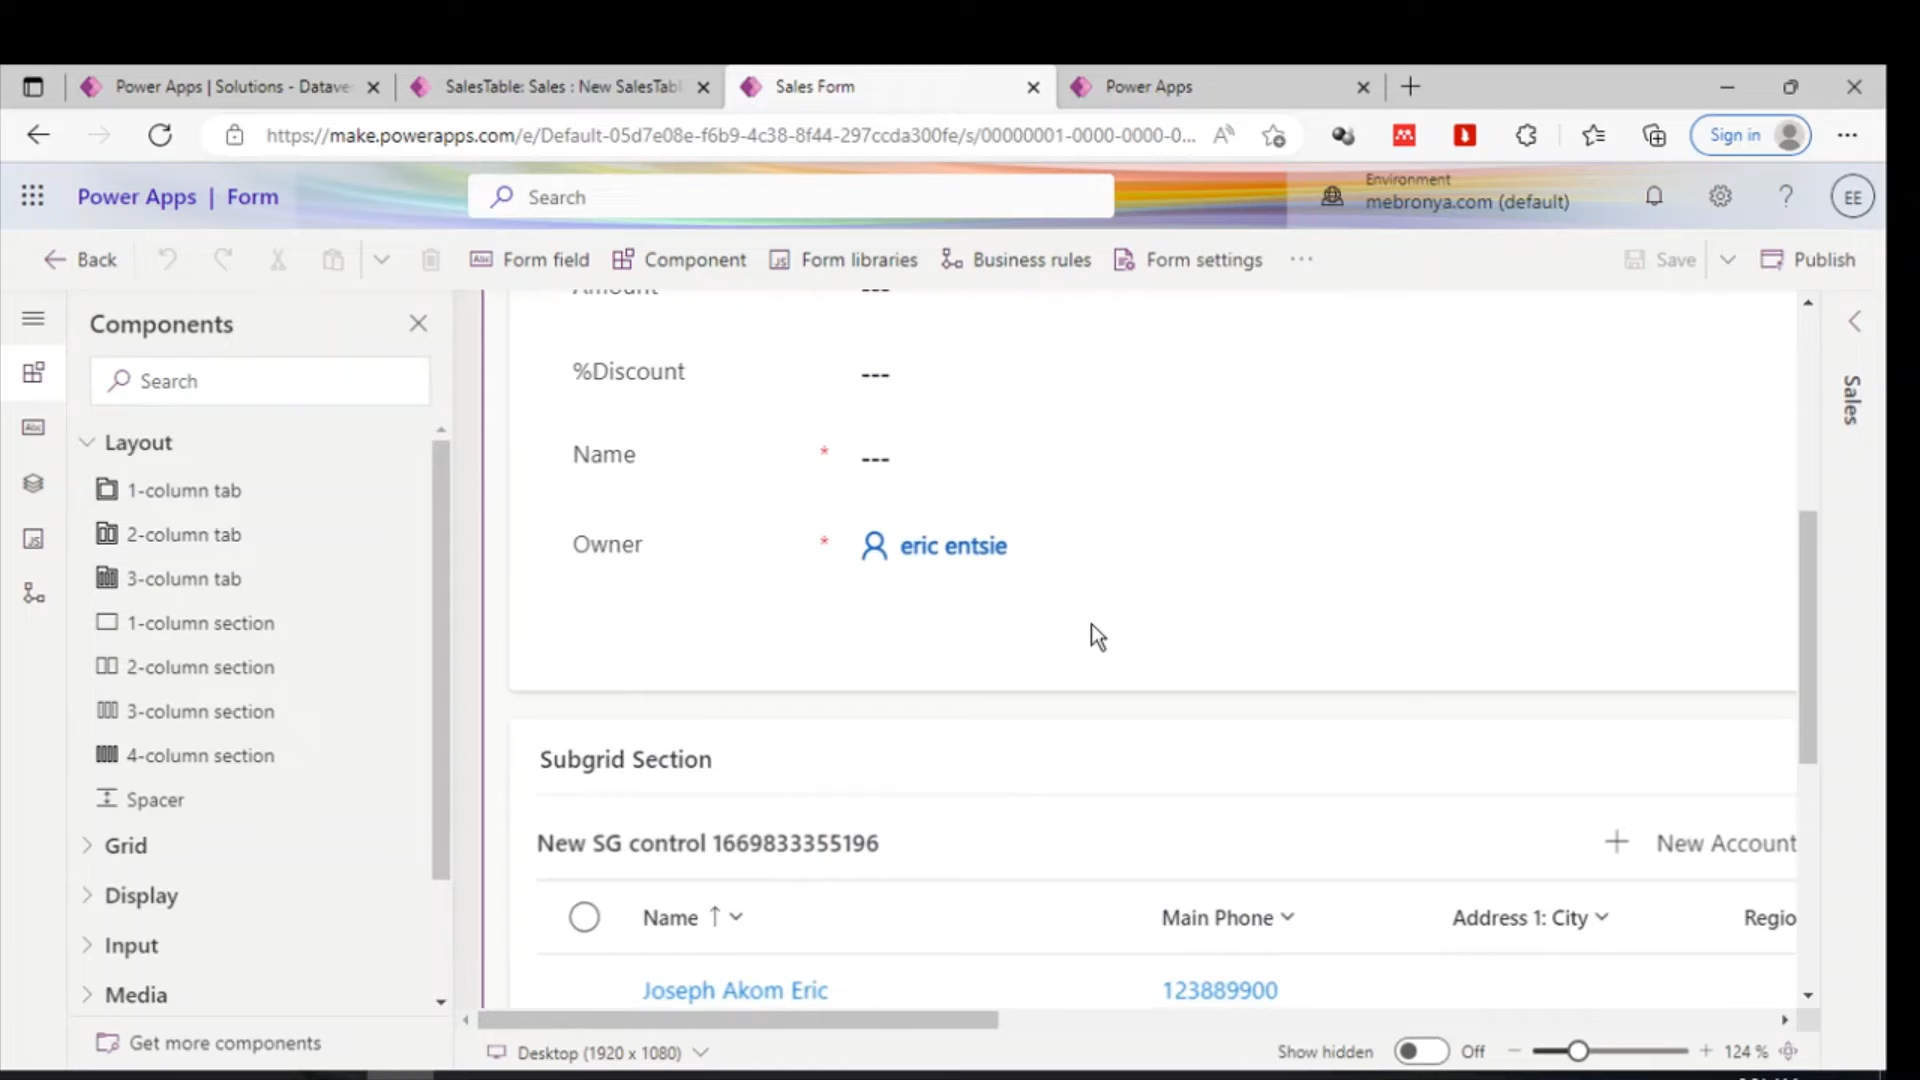 Power Apps | Solutions - Datave
SalesTable: Sales : New SalesTabl
Sales Form
Power Apps
https://make.powerapps.com/e/Default-05d7e08e-f6b9-4c38-8f44-297ccda300fe/s/00000001-0000-0000-0...
Sign in
Power Apps | Form
Search
Environment
mebronya.com (default)
EE
Back
Form field
Component
Form libraries
Business rules
Form settings
Save
Publish
Components
Search
Layout
1-column tab
2-column tab
3-column tab
1-column section
2-column section
3-column section
4-column section
Spacer
Grid
Display
Input
Media
Get more components
Amount ---
%Discount ---
Name * ---
Owner * eric entsie
Subgrid Section
New SG control 1669833355196
+ New Account
Name
Main Phone
Address 1: City
Regio
Joseph Akom Eric
123889900
Sales
Desktop (1920 x 1080)
Show hidden
Off
124 %